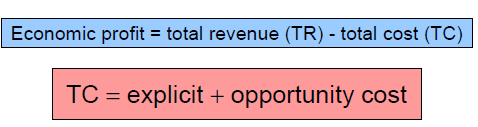 Economic profit = total revenue (TR) - total cost (TC)
TC = explicit + opportunity cost